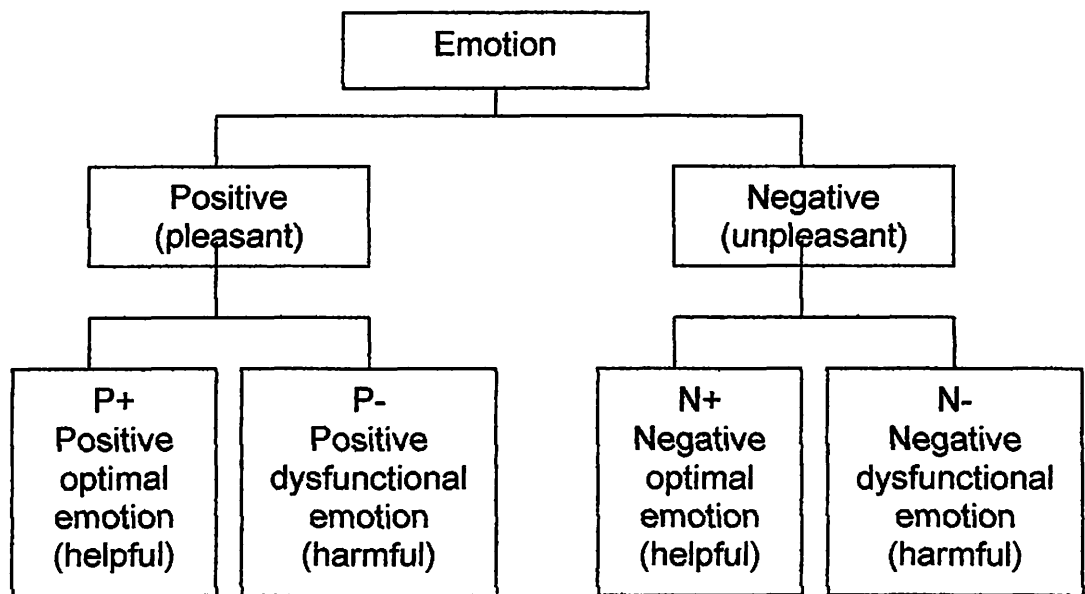 Emotion
Positive
(pleasant)
Negative
(unpleasant)
P+
Positive
optimal
emotion
(helpful)
P-
Positive
dysfunctional
emotion
(harmful)
N+
Negative
optimal
emotion
(helpful)
N-
Negative
dysfunctional
emotion
(harmful)